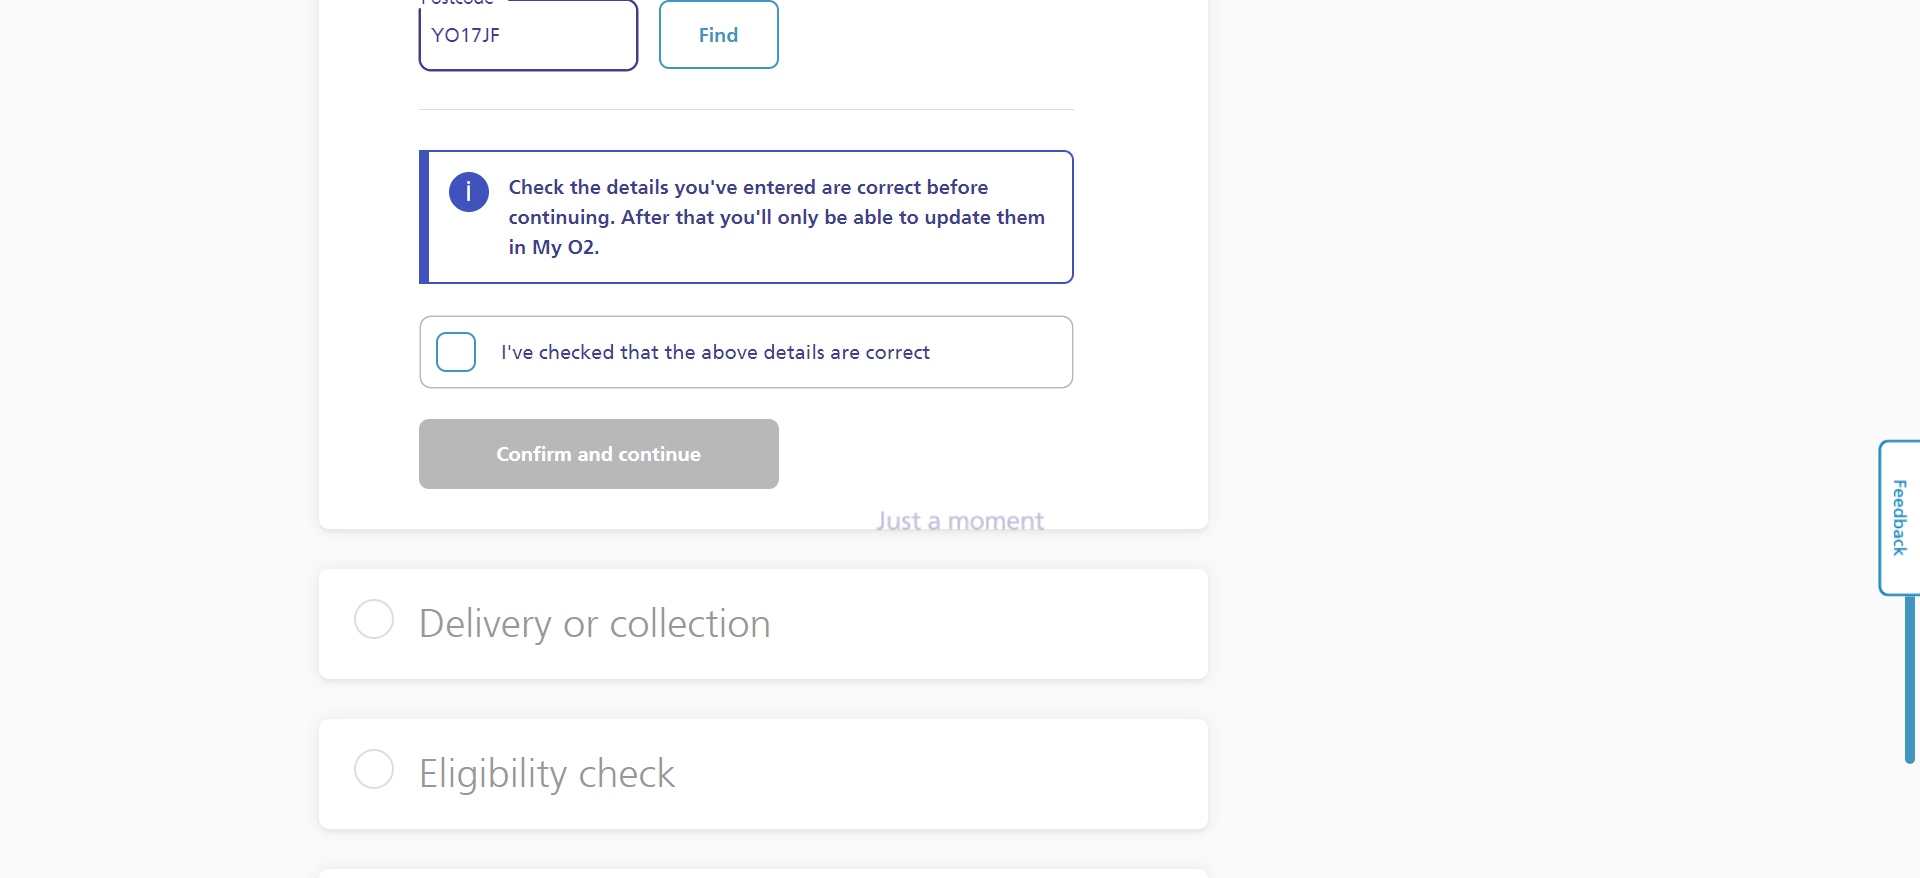 Postcode
YO17JF
Find
i
Check the details you've entered are correct before
continuing. After that you'll only be able to update them
in My O2.
I've checked that the above details are correct
Confirm and continue
Just a moment
Feedback
Delivery or collection
Eligibility check